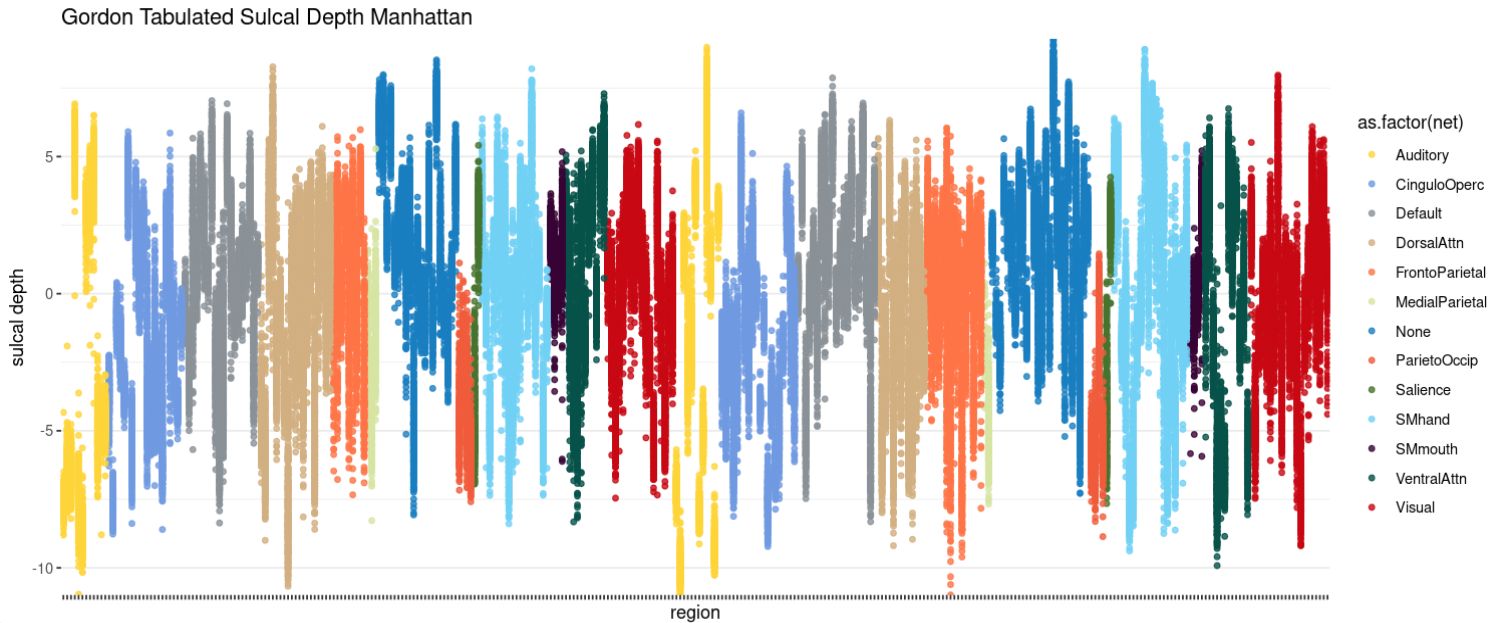 Gordon Tabulated Sulcal Depth Manhattan
sulcal depth
5
0
-5
-10
region
as.factor(net)
Auditory
CinguloOperc
Default
DorsalAttn
FrontoParietal
MedialParietal
None
ParietoOccip
Salience
SMhand
SMmouth
VentralAttn
Visual